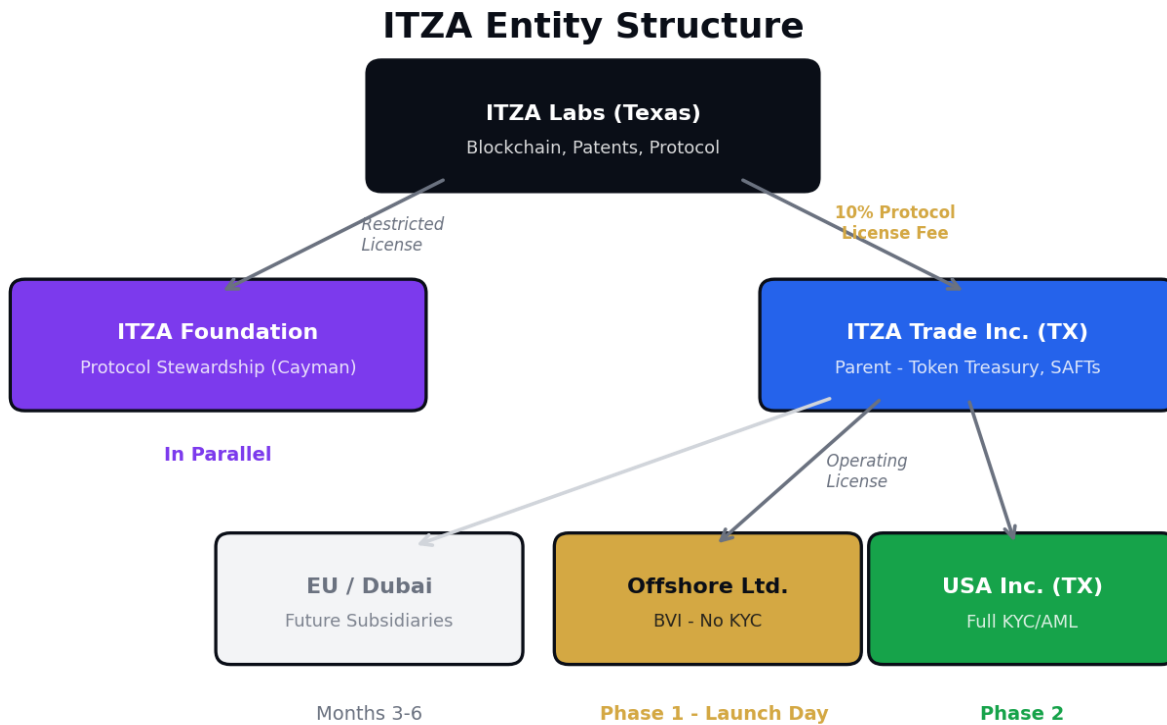 ITZA Entity Structure
ITZA Labs (Texas)
Blockchain, Patents, Protocol
Restricted
License
10% Protocol
License Fee
ITZA Foundation
Protocol Stewardship (Cayman)
ITZA Trade Inc. (TX)
Parent - Token Treasury, SAFTs
In Parallel
Operating
License
EU / Dubai
Future Subsidiaries
Offshore Ltd.
BVI - No KYC
USA Inc. (TX)
Full KYC/AML
Months 3-6
Phase 1 - Launch Day
Phase 2